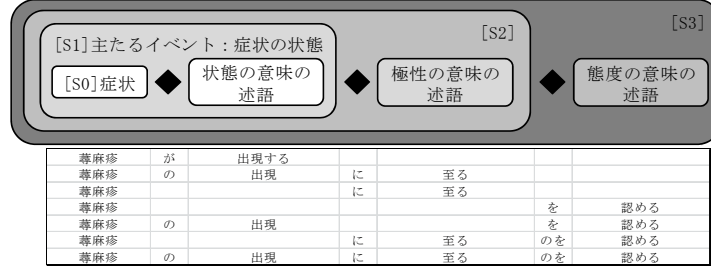 [S3]
[S2]
[S1]主たるイベント：症状の状態
[S0]症状 ◆ 状態の意味の述語 ◆ 極性の意味の述語 ◆ 態度の意味の述語
蕁麻疹 が 出現する
蕁麻疹 の 出現 に 至る
蕁麻疹 に 至る
蕁麻疹 を 認める
蕁麻疹 の 出現 を 認める
蕁麻疹 に 至る のを 認める
蕁麻疹 の 出現 に 至る のを 認める